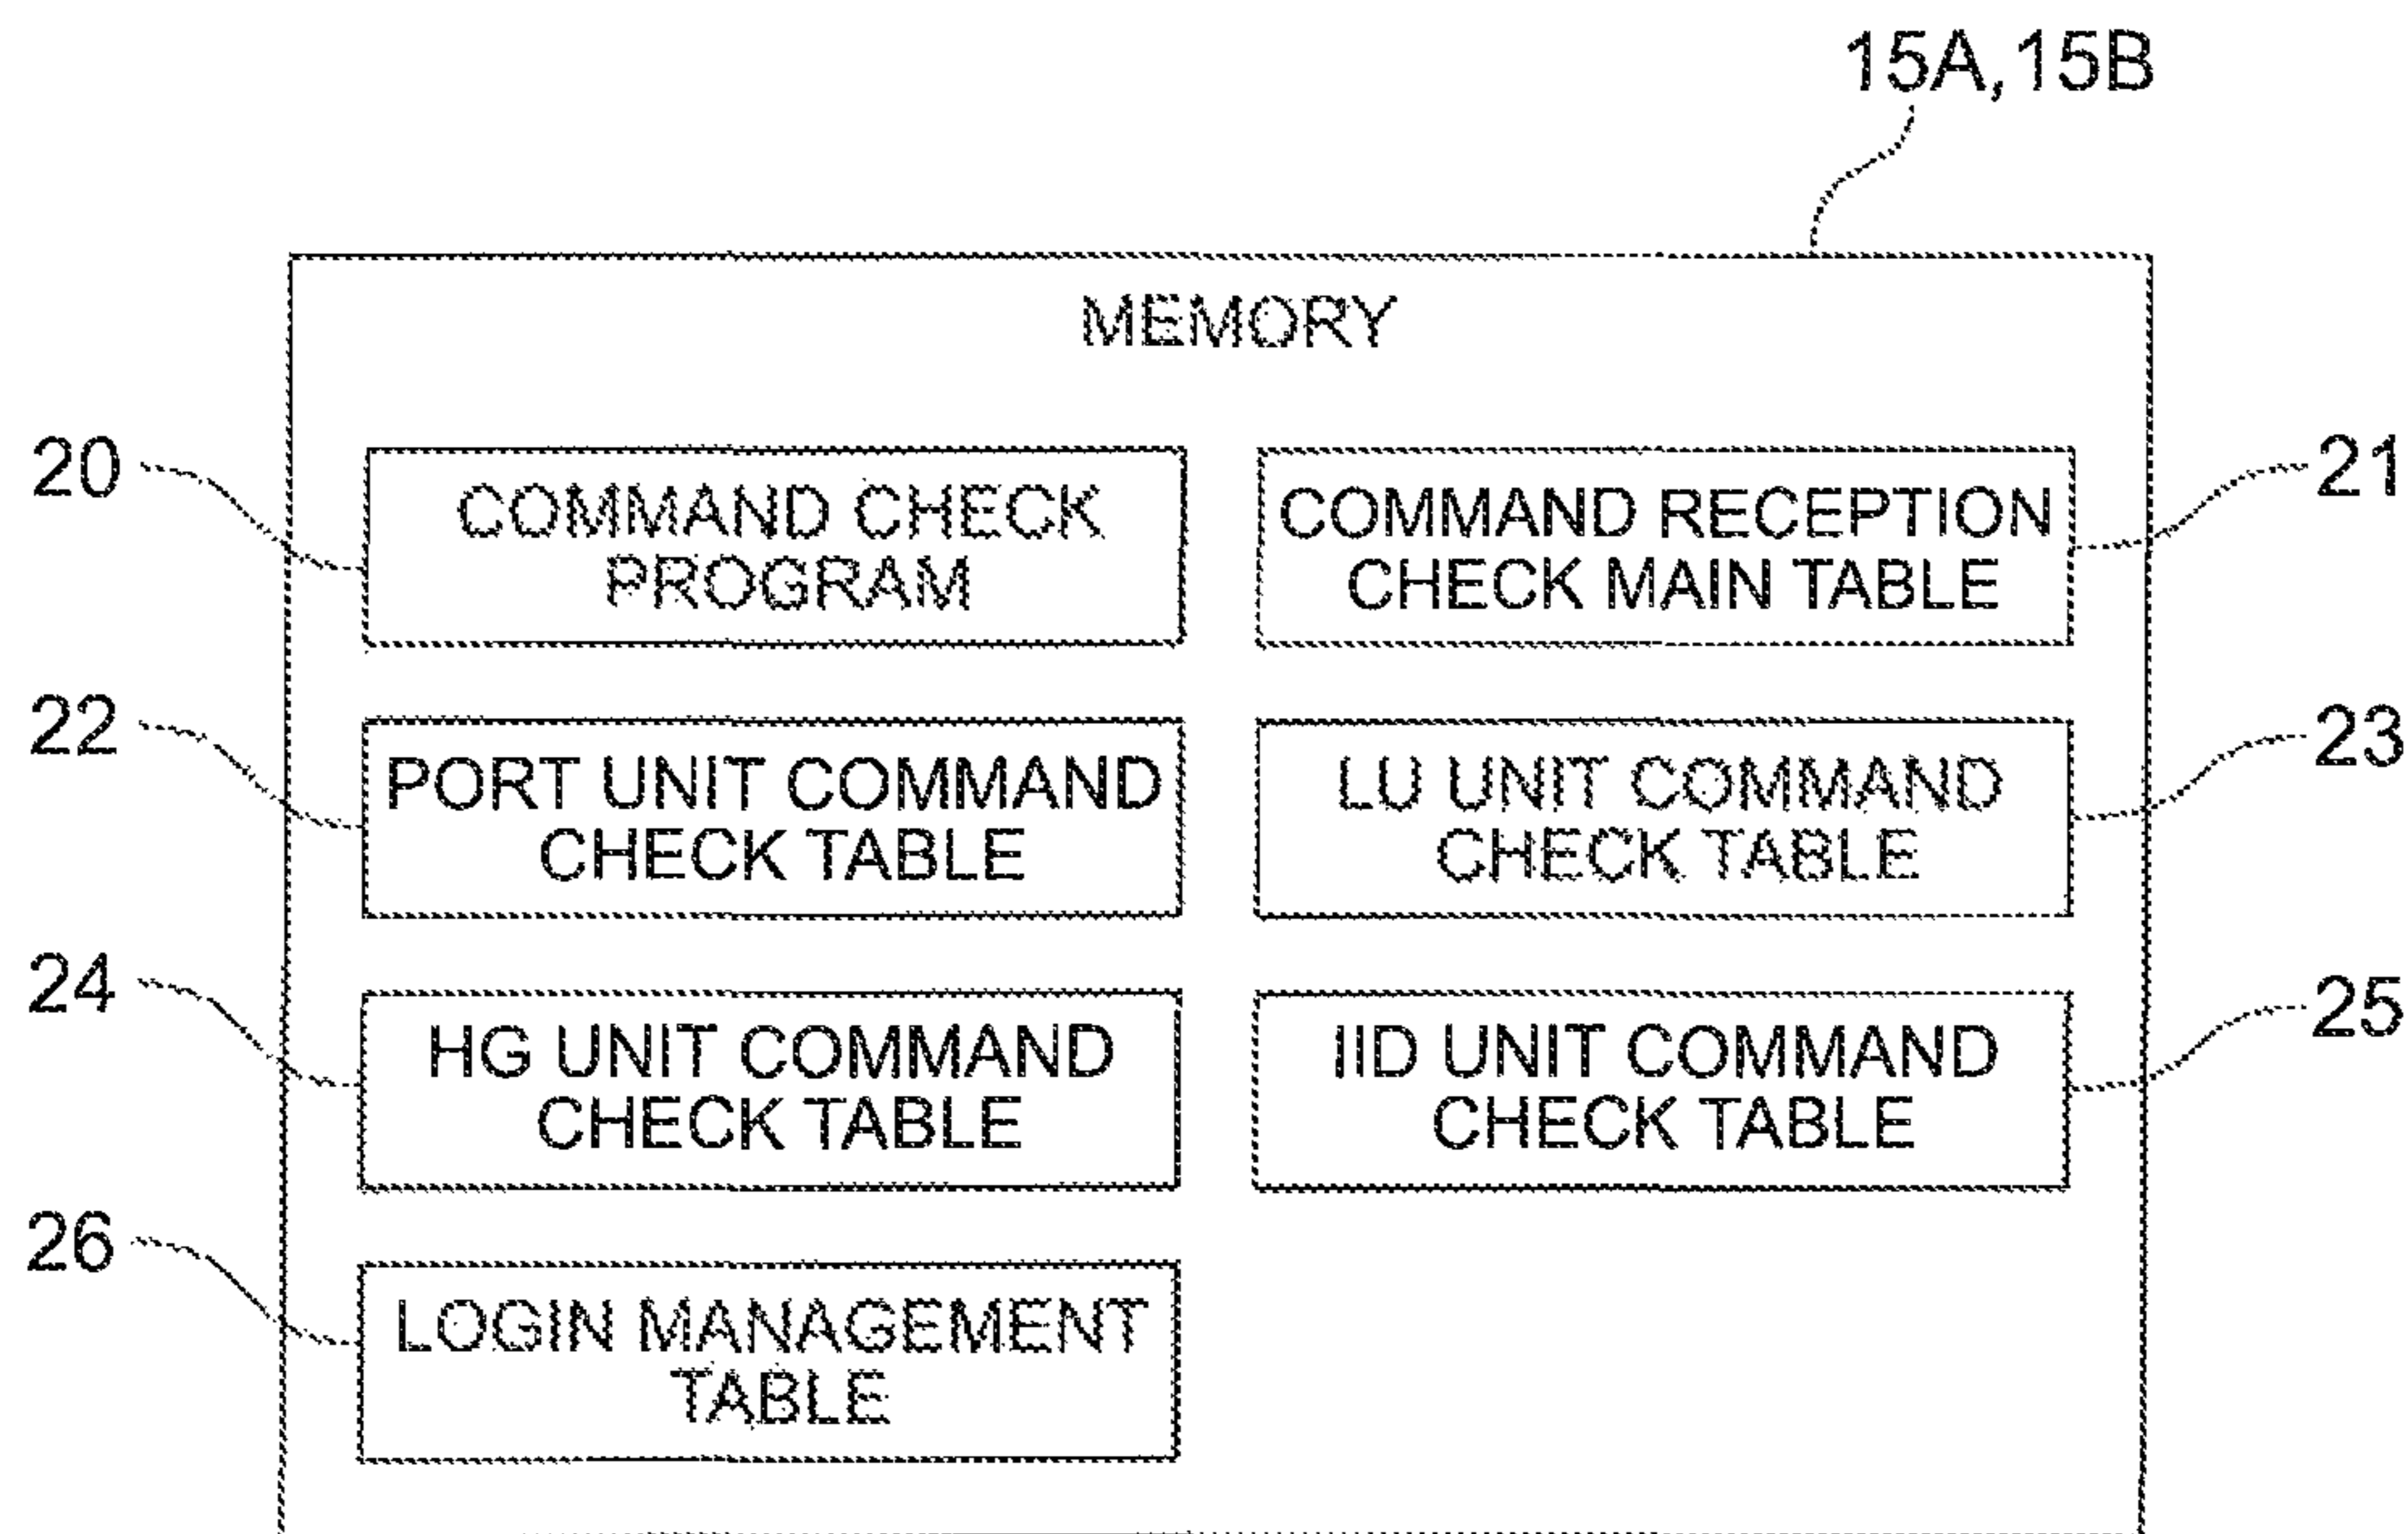 15A, 15B
MEMORY
20
COMMAND CHECK
PROGRAM
COMMAND RECEPTION
CHECK MAIN TABLE
21
22
PORT UNIT COMMAND
CHECK TABLE
LU UNIT COMMAND
CHECK TABLE
23
24
HG UNIT COMMAND
CHECK TABLE
IID UNIT COMMAND
CHECK TABLE
25
26
LOGIN MANAGEMENT
TABLE